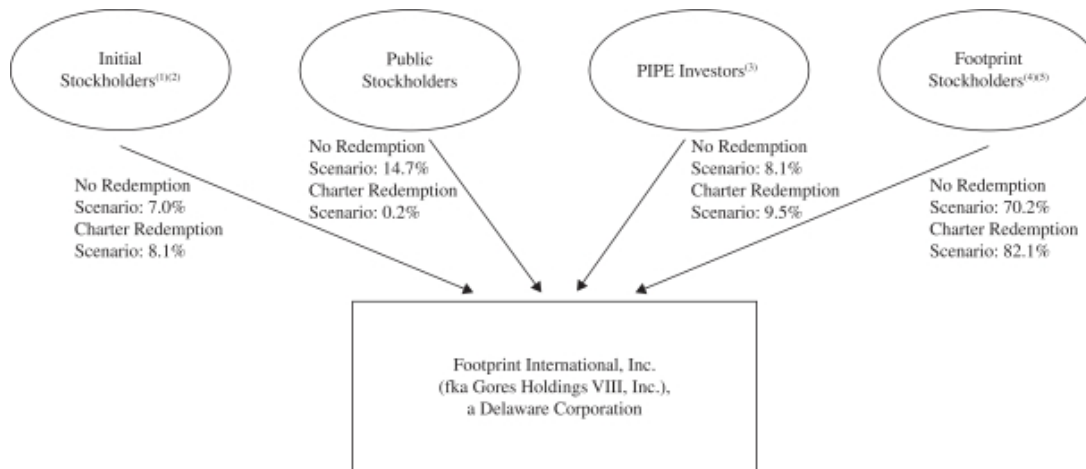 Initial
Stockholders(1)(2)
Public
Stockholders
PIPE Investors(3)
Footprint
Stockholders(4)(5)
No Redemption
Scenario: 7.0%
Charter Redemption
Scenario: 8.1%
No Redemption
Scenario: 14.7%
Charter Redemption
Scenario: 0.2%
No Redemption
Scenario: 8.1%
Charter Redemption
Scenario: 9.5%
No Redemption
Scenario: 70.2%
Charter Redemption
Scenario: 82.1%
Footprint International, Inc.
(fka Gores Holdings VIII, Inc.),
a Delaware Corporation